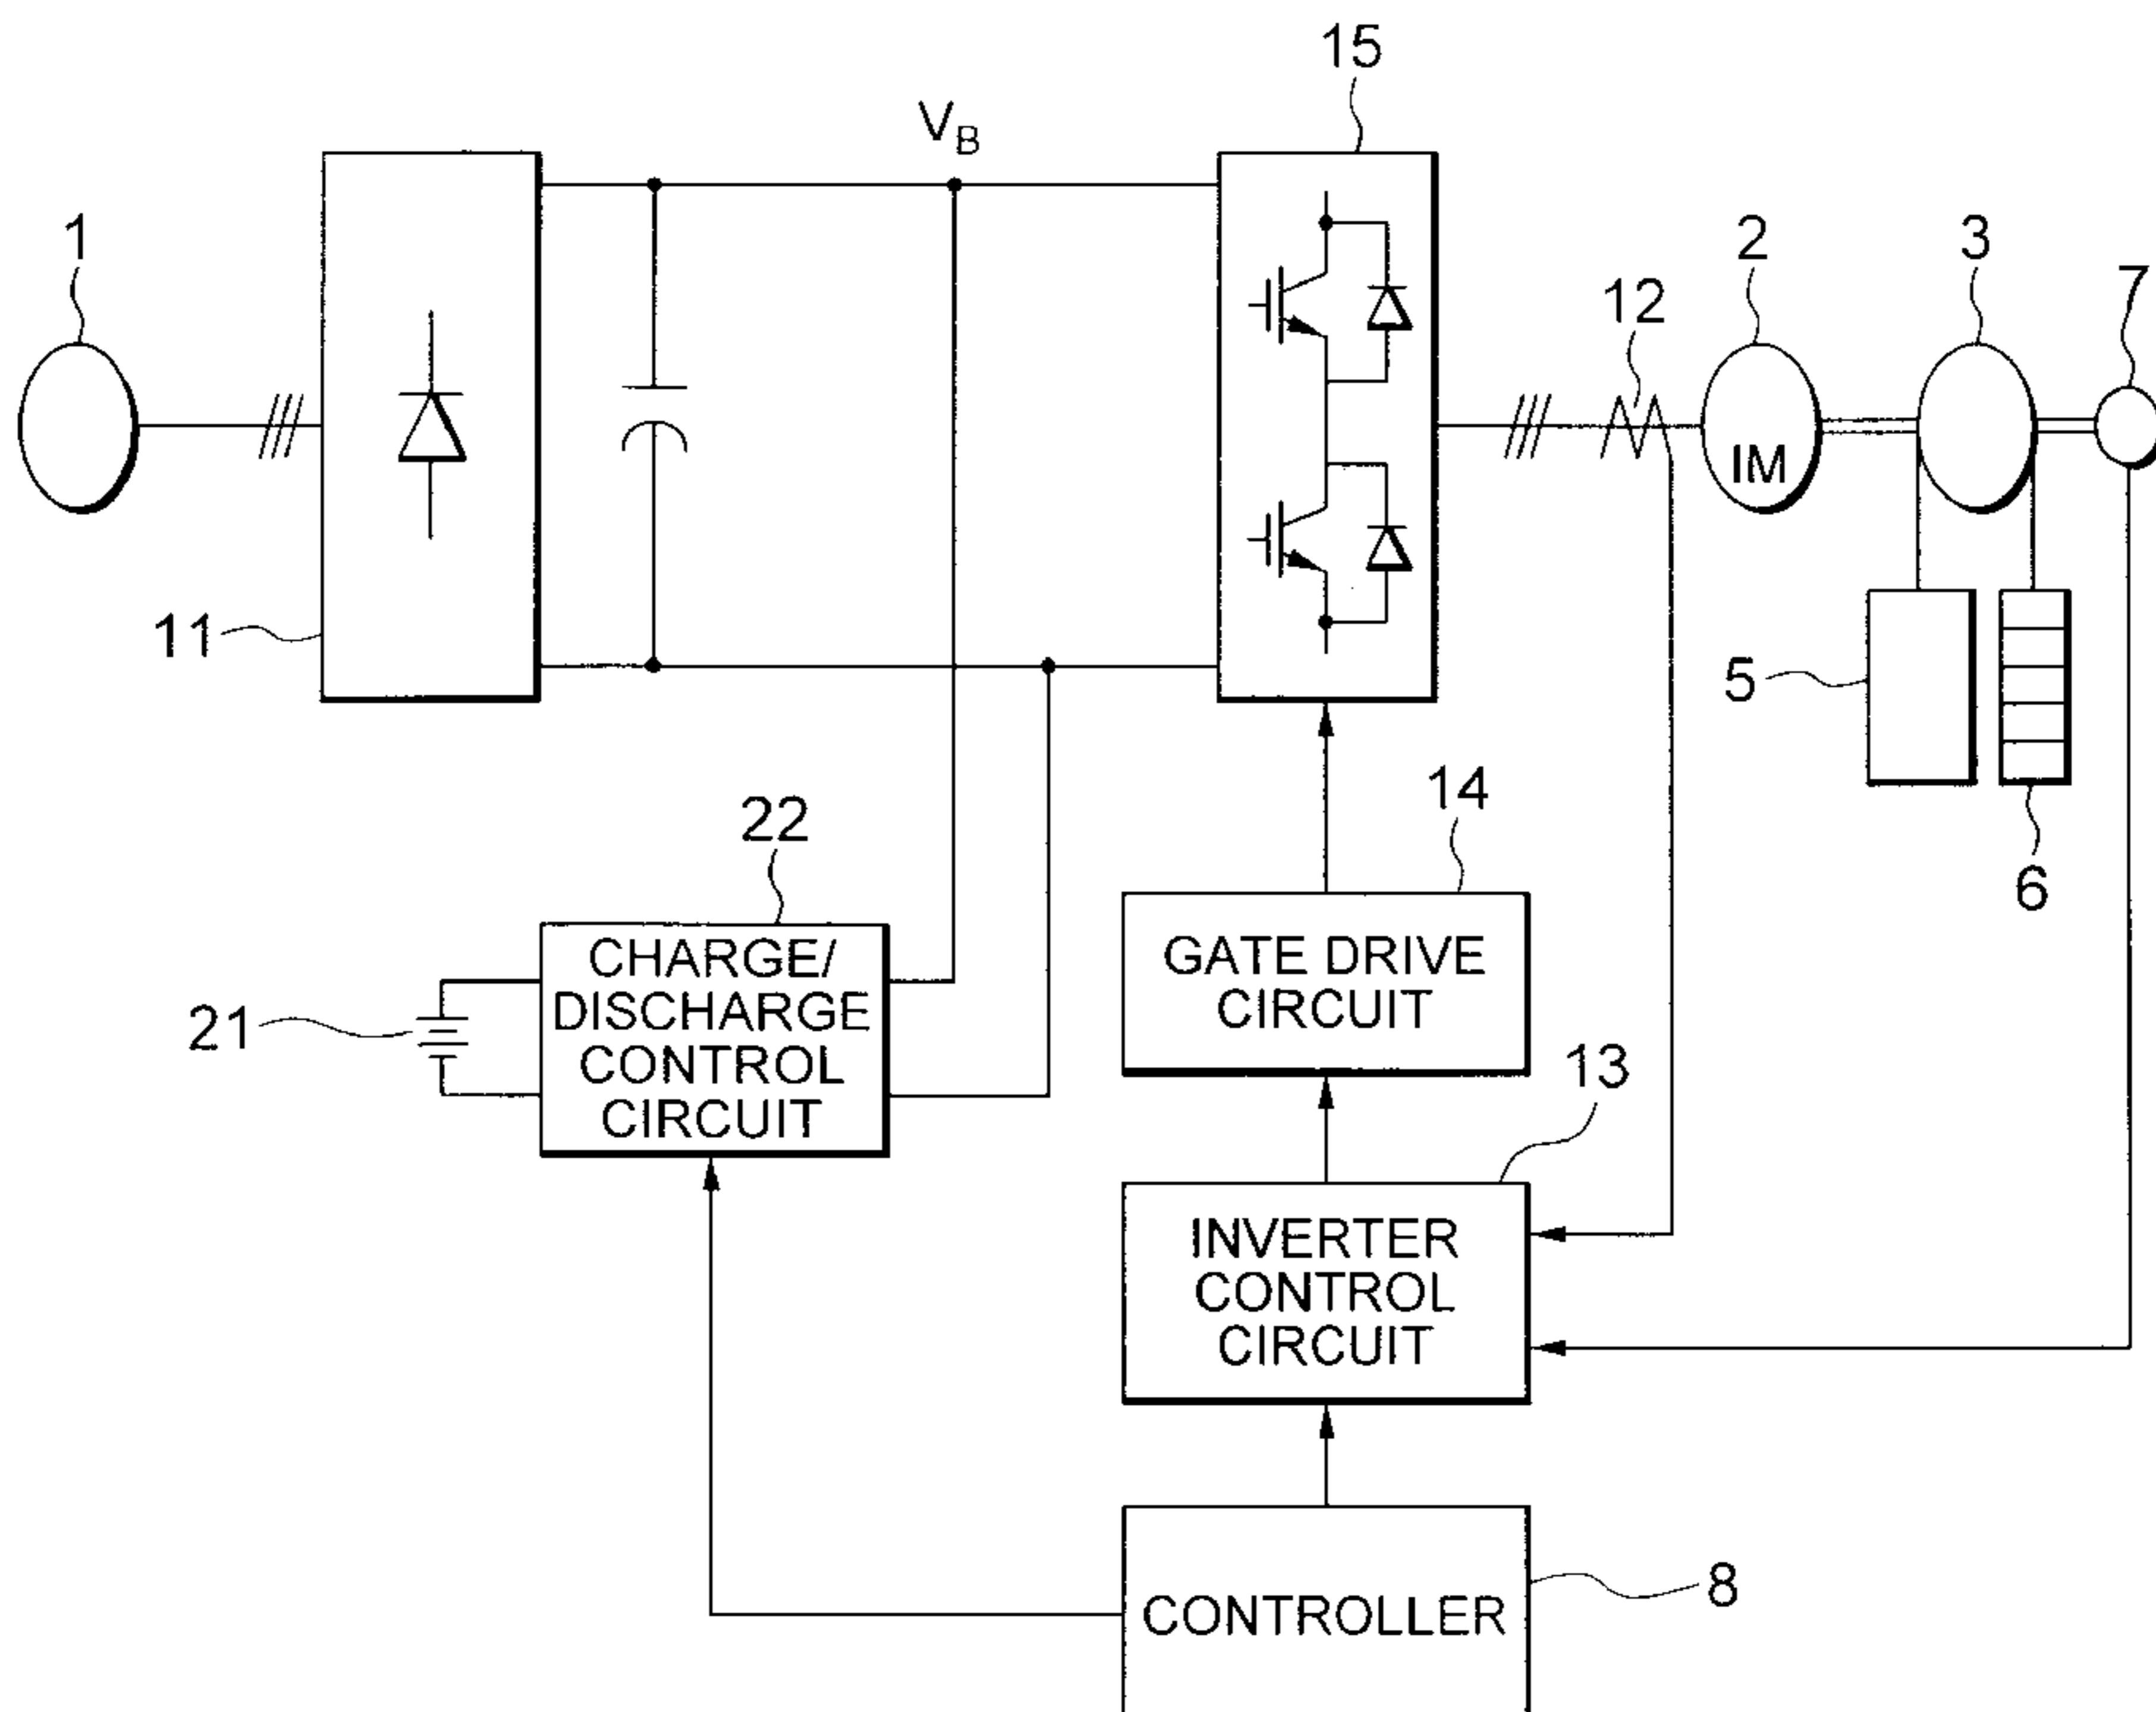 15
V_B
1
2
3
7
12
IM
11
5
14
22
6
CHARGE/
DISCHARGE
CONTROL
CIRCUIT
GATE DRIVE
CIRCUIT
21
13
INVERTER
CONTROL
CIRCUIT
8
CONTROLLER